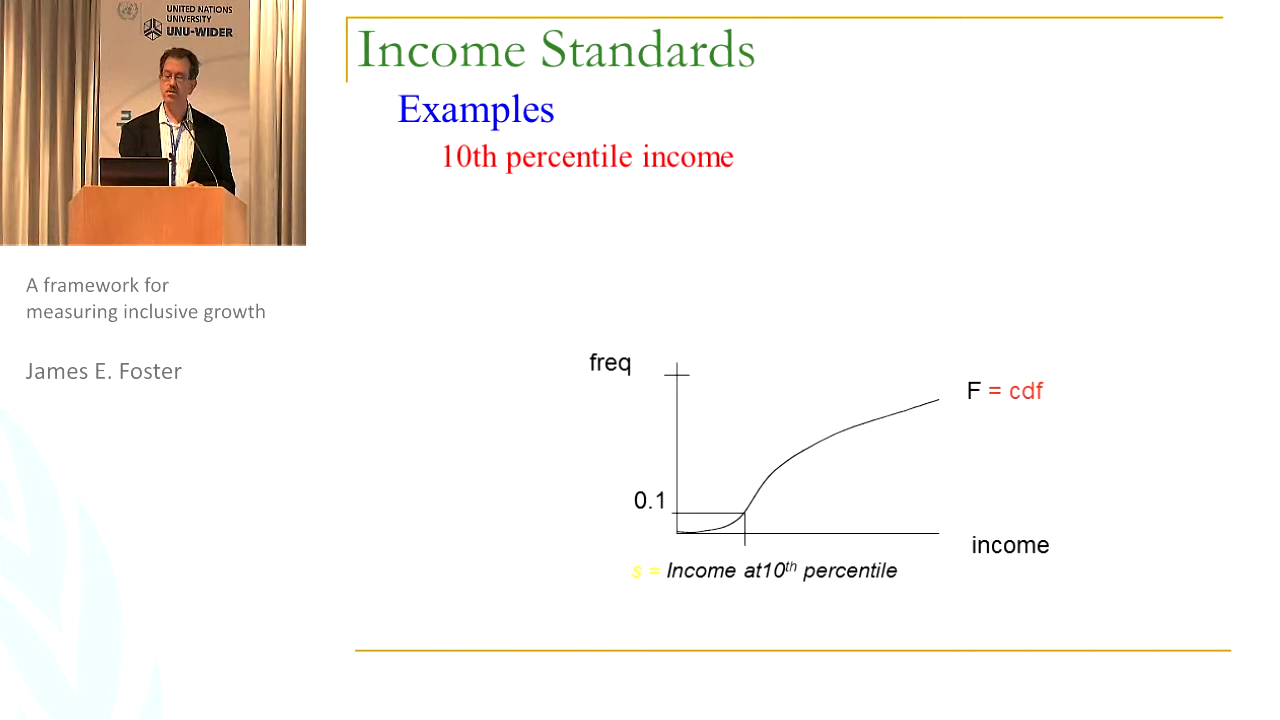 UNITED NATIONS
UNIVERSITY
UNU-WIDER
Income Standards
Examples
10th percentile income
A framework for
measuring inclusive growth
James E. Foster
freq
F = cdf
0.1
income
s = Income at10th percentile